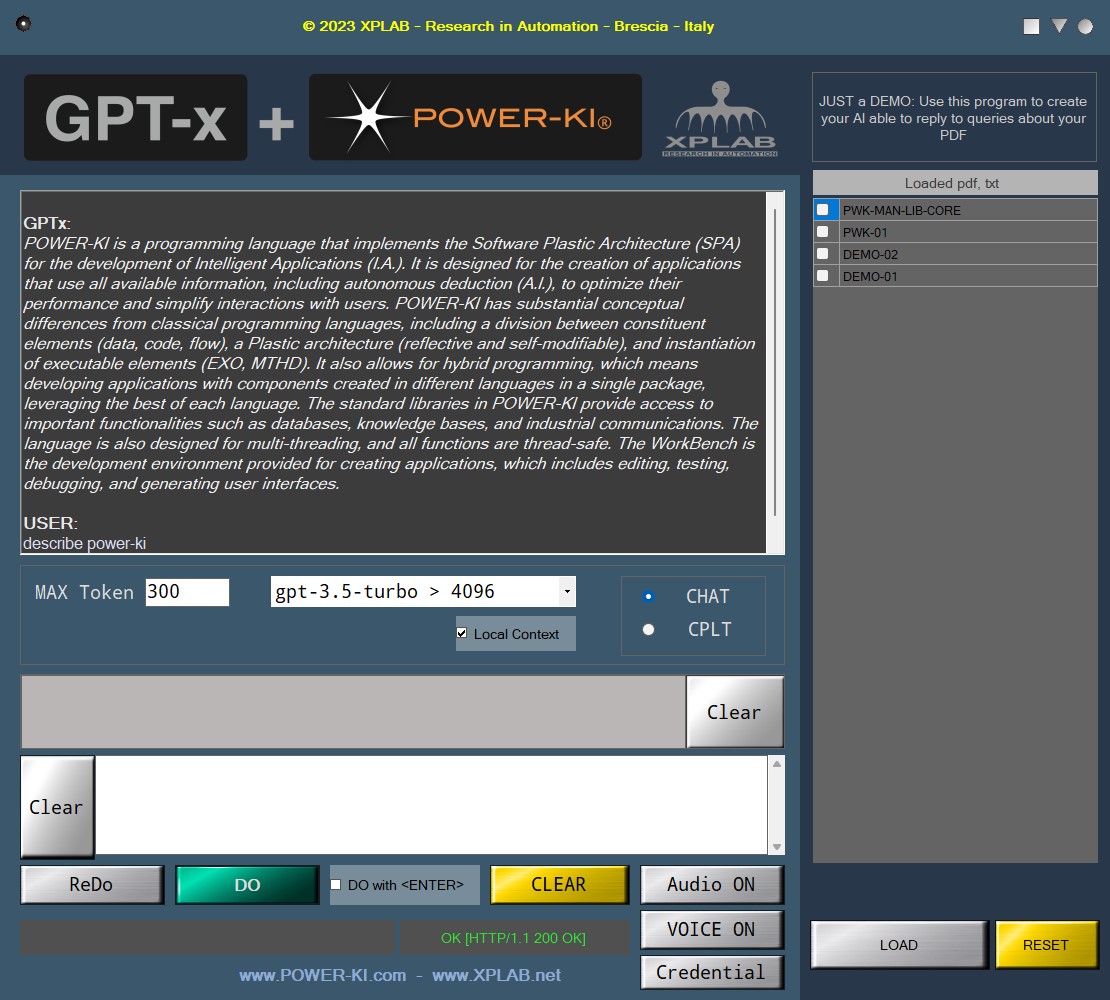 © 2023 XPLAB - Research in Automation - Brescia - Italy
GPT-x + POWER-KI®
XPLAB
RESEARCH IN AUTOMATION
JUST a DEMO: Use this program to create
your AI able to reply to queries about your
PDF
Loaded pdf, txt
PWK-MAN-LIB-CORE
PWK-01
DEMO-02
DEMO-01
GPTx:
POWER-KI is a programming language that implements the Software Plastic Architecture (SPA)
for the development of Intelligent Applications (I.A.). It is designed for the creation of applications
that use all available information, including autonomous deduction (A.I.), to optimize their
performance and simplify interactions with users. POWER-KI has substantial conceptual
differences from classical programming languages, including a division between constituent
elements (data, code, flow), a Plastic architecture (reflective and self-modifiable), and instantiation
of executable elements (EXO, MTHD). It also allows for hybrid programming, which means
developing applications with components created in different languages in a single package,
leveraging the best of each language. The standard libraries in POWER-KI provide access to
important functionalities such as databases, knowledge bases, and industrial communications. The
language is also designed for multi-threading, and all functions are thread-safe. The WorkBench is
the development environment provided for creating applications, which includes editing, testing,
debugging, and generating user interfaces.
USER:
describe power-ki
MAX Token 300
gpt-3.5-turbo > 4096
Local Context
CHAT
CPLT
Clear
Clear
ReDo
DO
DO with <ENTER>
CLEAR
Audio ON
OK [HTTP/1.1 200 OK]
VOICE ON
www.POWER-KI.com - www.XPLAB.net
Credential
LOAD
RESET